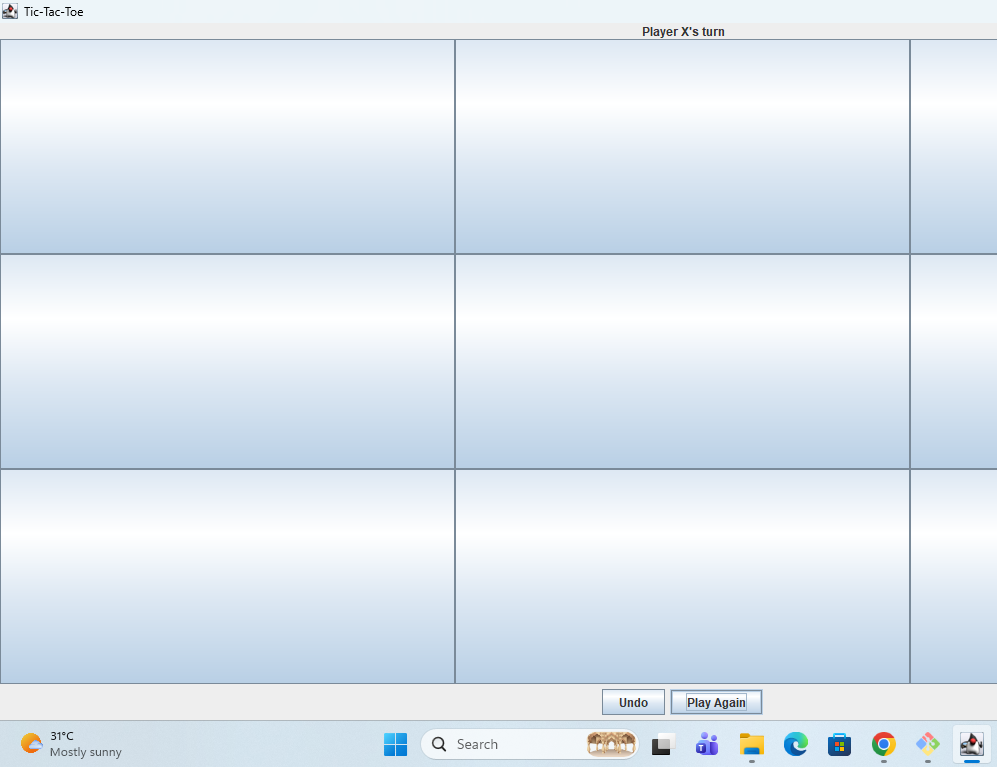 Tic-Tac-Toe
Player X's turn
Undo
Play Again
31°C
Mostly sunny
Search